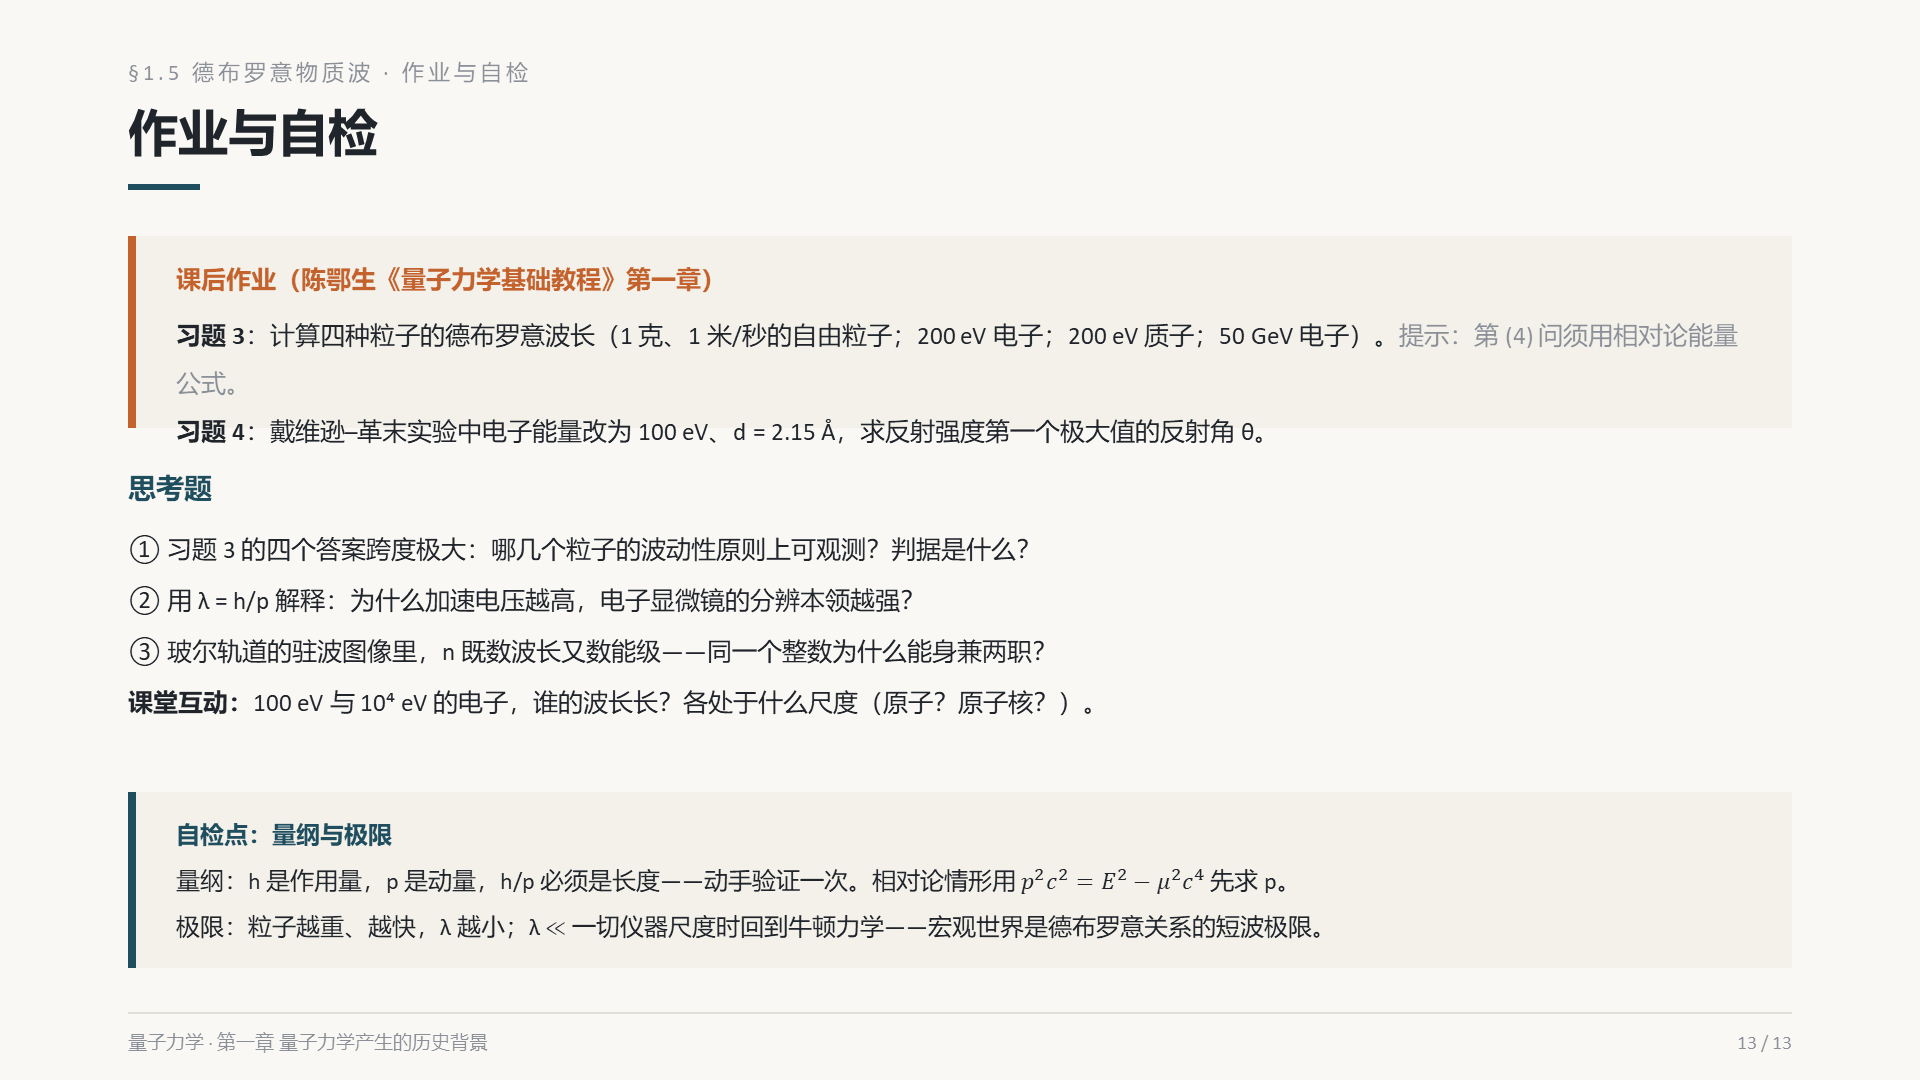 §1.5 德布罗意物质波 · 作业与自检
作业与自检
课后作业（陈鄂生《量子力学基础教程》第一章）
习题 3：计算四种粒子的德布罗意波长（1 克、1 米/秒的自由粒子；200 eV 电子；200 eV 质子；50 GeV 电子）。提示：第 (4) 问须用相对论能量
公式。
习题 4：戴维逊–革末实验中电子能量改为 100 eV、d = 2.15 Å，求反射强度第一个极大值的反射角 θ。
思考题
① 习题 3 的四个答案跨度极大：哪几个粒子的波动性原则上可观测？判据是什么？
② 用 λ = h/p 解释：为什么加速电压越高，电子显微镜的分辨本领越强？
③ 玻尔轨道的驻波图像里，n 既数波长又数能级——同一个整数为什么能身兼两职？
课堂互动：100 eV 与 10⁴ eV 的电子，谁的波长长？各处于什么尺度（原子？原子核？）。
自检点：量纲与极限
量纲：h 是作用量，p 是动量，h/p 必须是长度——动手验证一次。相对论情形用 p²c² = E² − μ²c⁴ 先求 p。
极限：粒子越重、越快，λ 越小；λ ≪ 一切仪器尺度时回到牛顿力学——宏观世界是德布罗意关系的短波极限。
量子力学 · 第一章 量子力学产生的历史背景
13 / 13